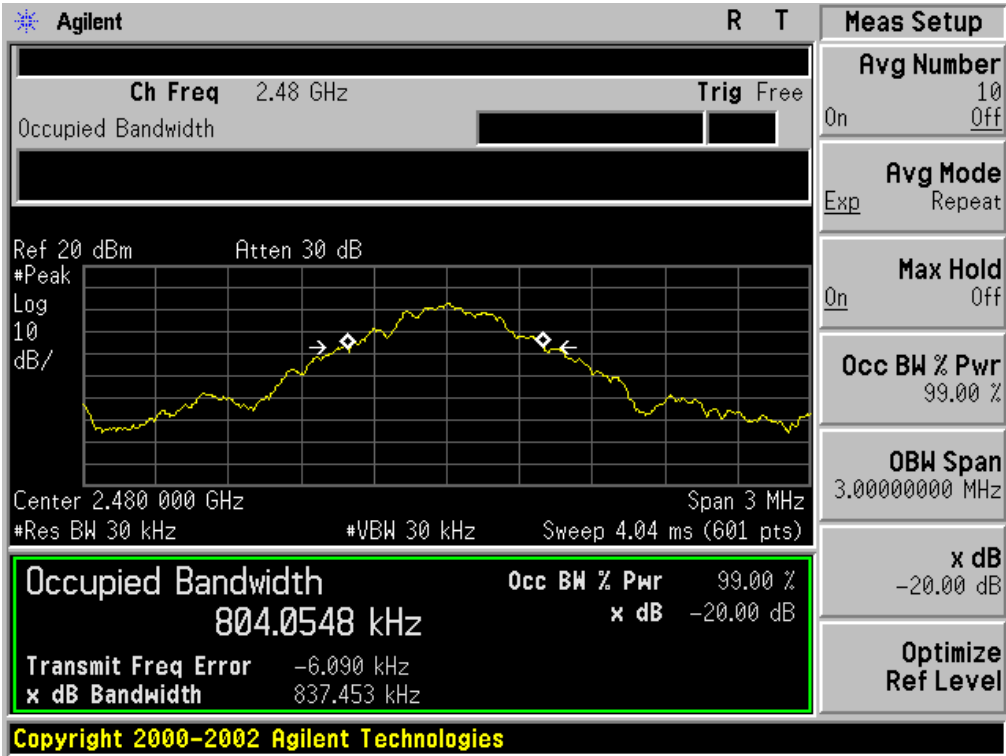 Agilent R T
Ch Freq 2.48 GHz Trig Free
Occupied Bandwidth
Ref 20 dBm Atten 30 dB
#Peak
Log
10
dB/
Center 2.480 000 GHz Span 3 MHz
#Res BW 30 kHz #VBW 30 kHz Sweep 4.04 ms (601 pts)
Occupied Bandwidth Occ BW % Pwr 99.00 %
804.0548 kHz x dB -20.00 dB
Transmit Freq Error -6.090 kHz
x dB Bandwidth 837.453 kHz
Copyright 2000-2002 Agilent Technologies
Meas Setup
Avg Number
10
On Off
Avg Mode
Exp Repeat
Max Hold
On Off
Occ BW % Pwr
99.00 %
OBW Span
3.00000000 MHz
x dB
-20.00 dB
Optimize
Ref Level